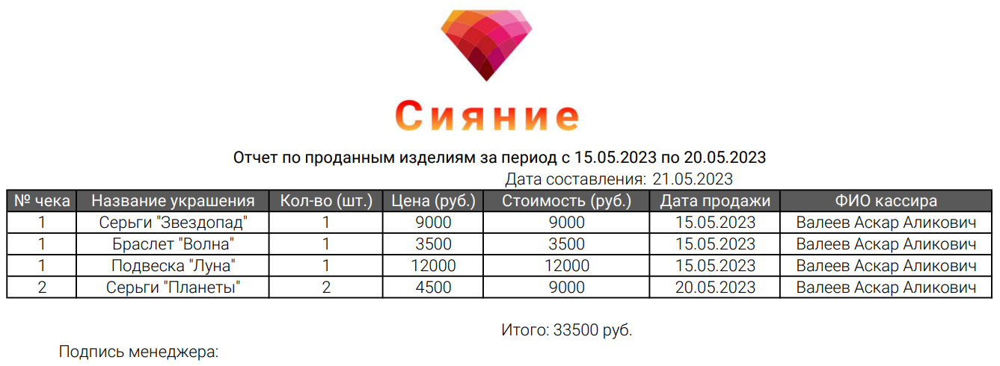 Сияние
Отчет по проданным изделиям за период с 15.05.2023 по 20.05.2023
Дата составления: 21.05.2023
№ чека Название украшения Кол-во (шт.) Цена (руб.) Стоимость (руб.) Дата продажи ФИО кассира
1 Серьги "Звездопад" 1 9000 9000 15.05.2023 Валеев Аскар Аликович
1 Браслет "Волна" 1 3500 3500 15.05.2023 Валеев Аскар Аликович
1 Подвеска "Луна" 1 12000 12000 15.05.2023 Валеев Аскар Аликович
2 Серьги "Планеты" 2 4500 9000 20.05.2023 Валеев Аскар Аликович
Итого: 33500 руб.
Подпись менеджера: